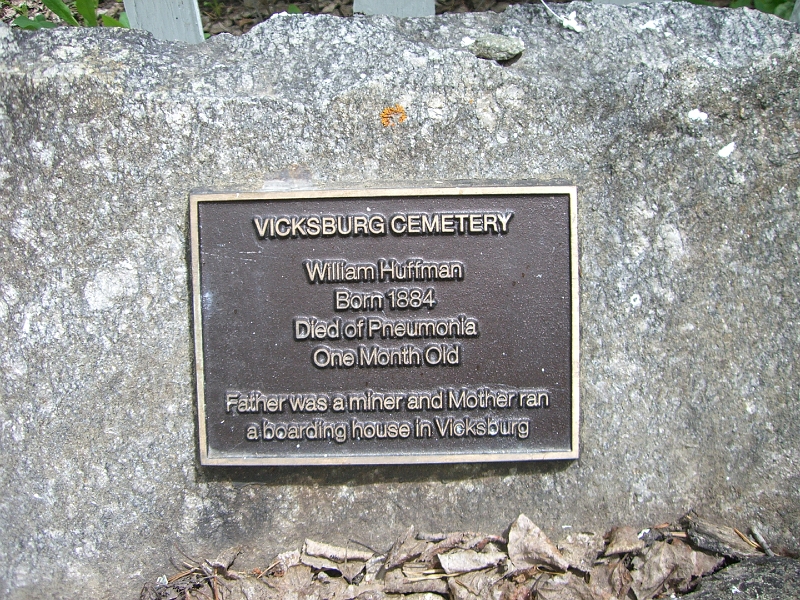 VICKSBURG CEMETERY
William Huffman
Born 1884
Died of Pneumonia
One Month Old
Father was a miner and Mother ran
a boarding house in Vicksburg